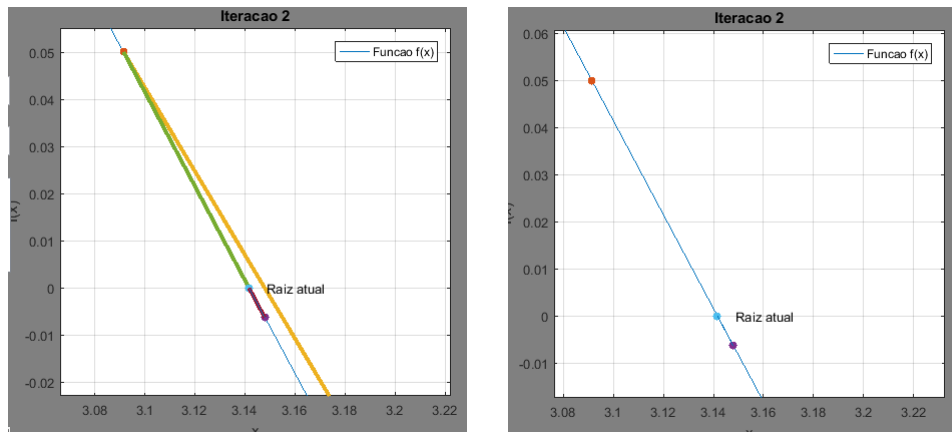 Iteracao 2
Funcao f(x)
0.05
0.04
0.03
0.02
0.01
0
-0.01
-0.02
f(x)
Raiz atual
3.08 3.1 3.12 3.14 3.16 3.18 3.2 3.22
x
Iteracao 2
Funcao f(x)
0.06
0.05
0.04
0.03
0.02
0.01
0
-0.01
f(x)
Raiz atual
3.08 3.1 3.12 3.14 3.16 3.18 3.2 3.22